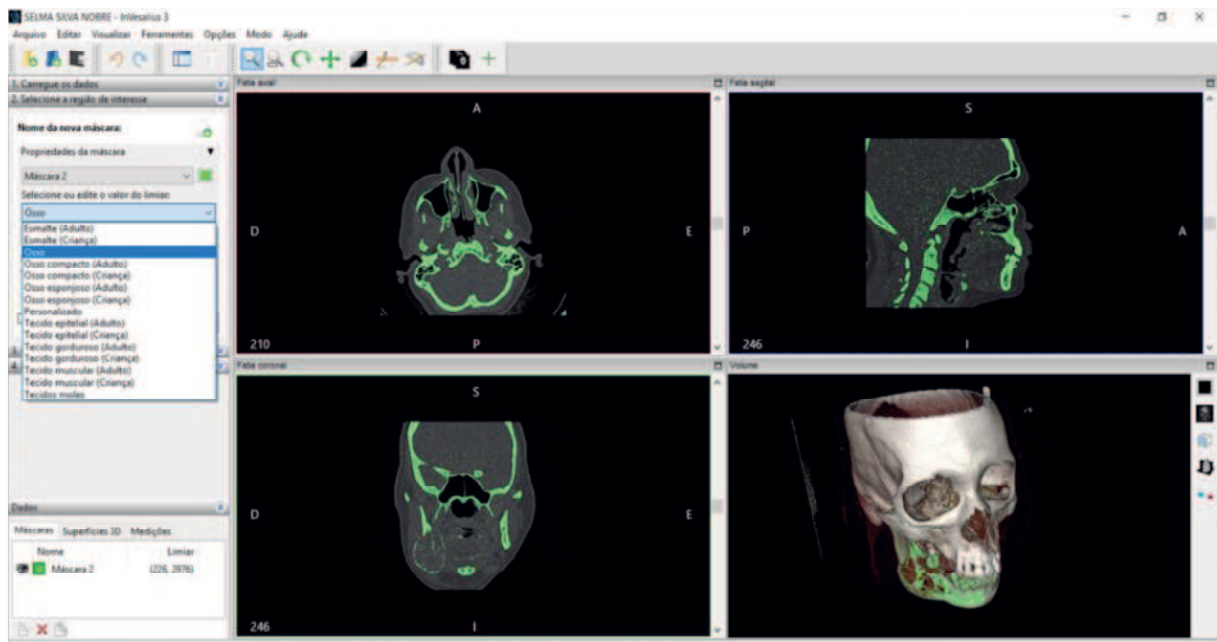 SELMA SILVA NOBRE - InVesalius 3
Arquivo Editar Visualizar Ferramentas Opções Modo Ajuda
1. Carregue os dados
2. Selecione a região de interesse
Nome da nova máscara:
Propriedades da máscara
Máscara 2
Selecione ou edite o valor do limiar:
Osso
Esmalte (Adulto)
Esmalte (Criança)
Osso
Osso compacto (Adulto)
Osso compacto (Criança)
Osso esponjoso (Adulto)
Osso esponjoso (Criança)
Personalizado
Tecido epitelial (Adulto)
Tecido epitelial (Criança)
Tecido gorduroso (Adulto)
Tecido gorduroso (Criança)
Tecido muscular (Adulto)
Tecido muscular (Criança)
Tecidos moles
3.
4.
Dados
Máscaras Superfícies 3D Medições
Nome Limiar
Máscara 2 (226, 2976)
Fatia axial
A
D E
210 P
Fatia sagital
S
P A
246 I
Fatia coronal
S
D E
246 I
Volume